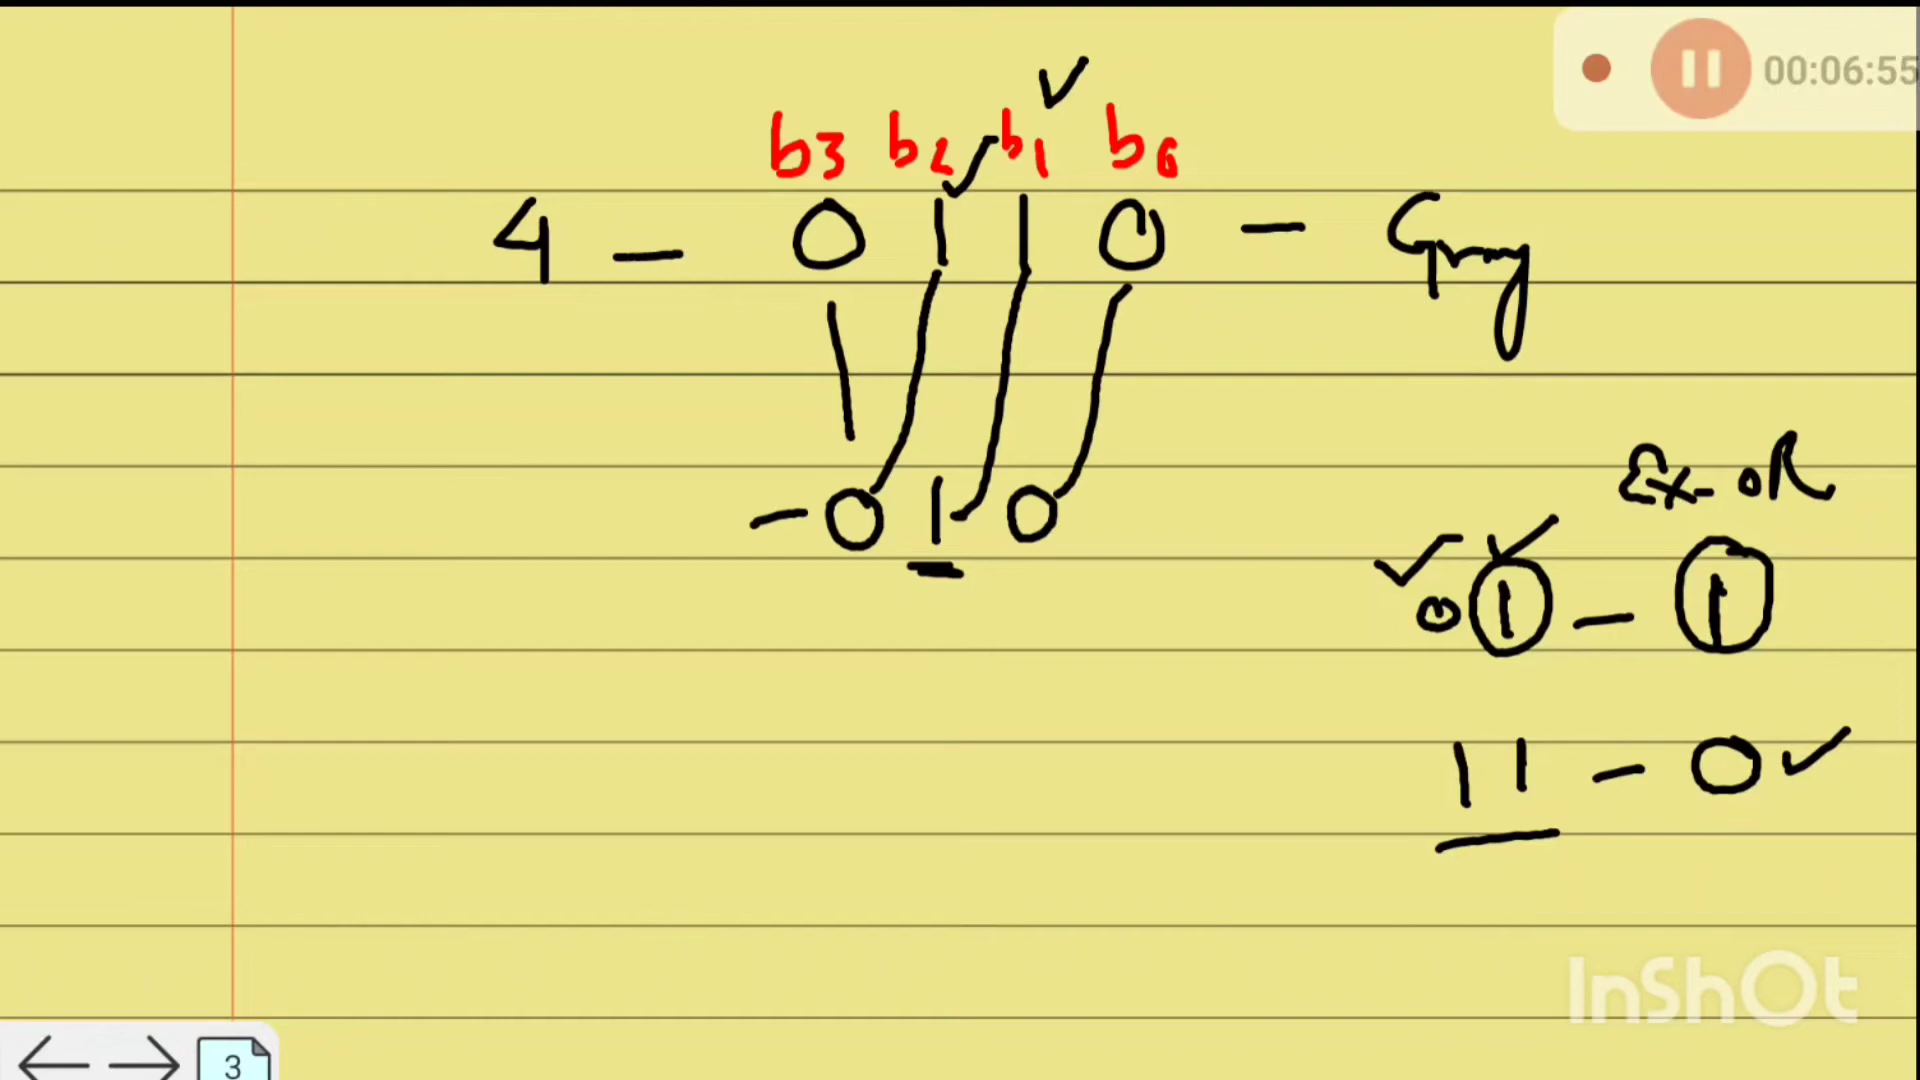 00:06:55
b3 b2 b1 b0
4 - 0 1 1 0 - Gray
- 0 1 0
Ex-OR
0 1 - 1
1 1 - 0
InShOt
3